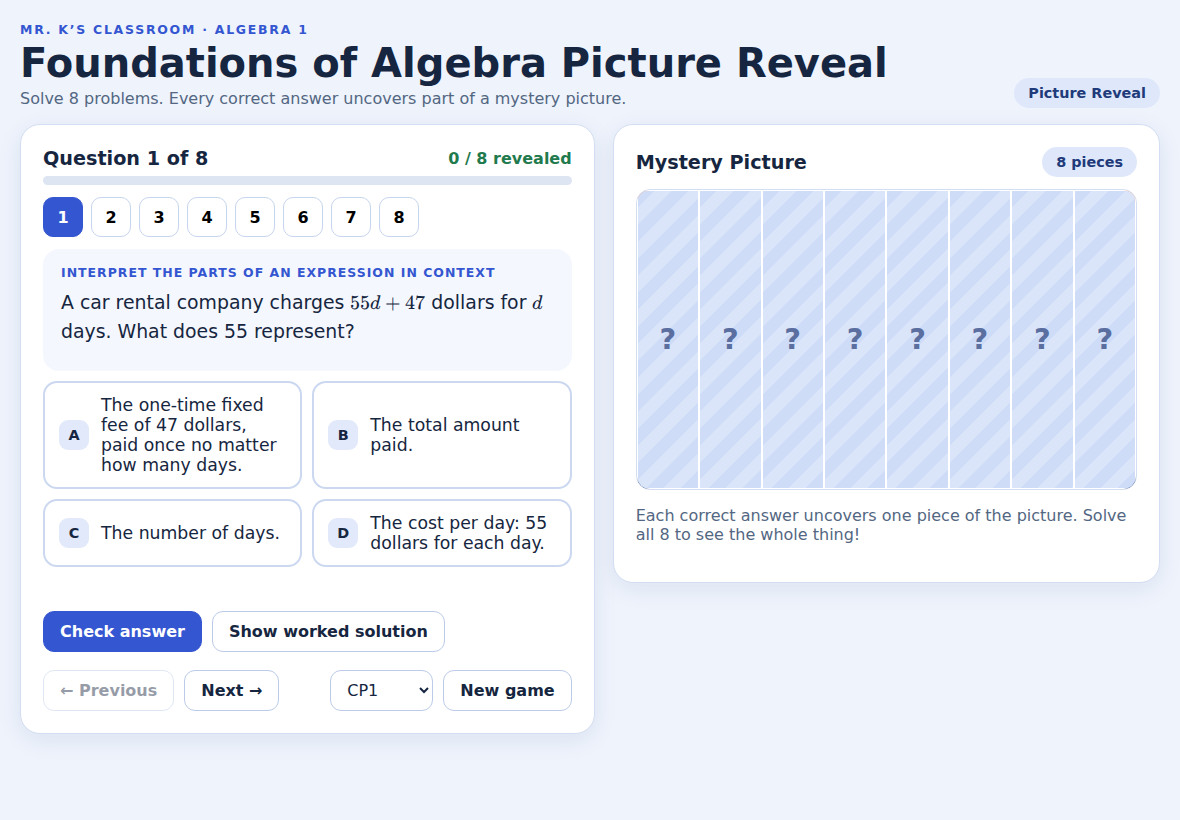 MR. K’S CLASSROOM · ALGEBRA 1
Foundations of Algebra Picture Reveal
Solve 8 problems. Every correct answer uncovers part of a mystery picture.
Picture Reveal
Question 1 of 8
0 / 8 revealed
1 2 3 4 5 6 7 8
INTERPRET THE PARTS OF AN EXPRESSION IN CONTEXT
A car rental company charges 55d + 47 dollars for d
days. What does 55 represent?
A
The one-time fixed
fee of 47 dollars,
paid once no matter
how many days.
B
The total amount
paid.
C
The number of days.
D
The cost per day: 55
dollars for each day.
Check answer
Show worked solution
← Previous
Next →
CP1
New game
Mystery Picture
8 pieces
? ? ? ? ? ? ? ?
Each correct answer uncovers one piece of the picture. Solve
all 8 to see the whole thing!